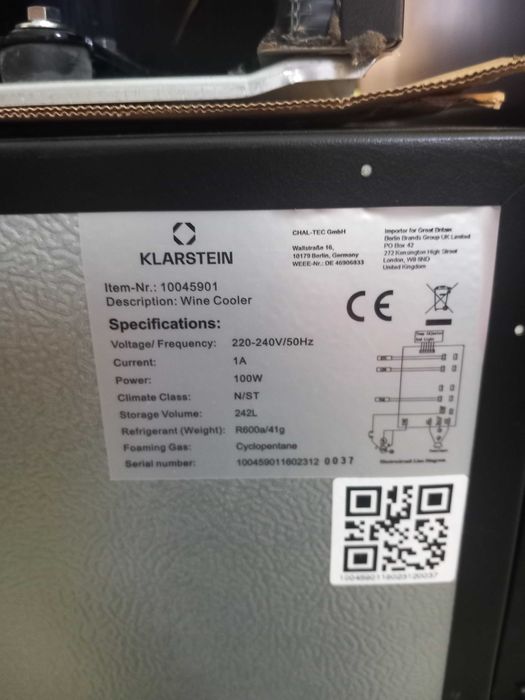 KLARSTEIN
CHAL-TEC GmbH
Wallstraße 16,
10179 Berlin, Germany
WEEE-Nr.: DE 46906833
Importer for Great Britain
Berlin Brands Group UK Limited
PO Box 42
272 Kensington High Street
London, W8 6ND
United Kingdom
Item-Nr.: 10045901
Description: Wine Cooler
CE
Specifications:
Voltage/ Frequency: 220-240V/50Hz
Current: 1A
Power: 100W
Climate Class: N/ST
Storage Volume: 242L
Refrigerant (Weight): R600a/41g
Foaming Gas: Cyclopentane
Serial number: 100459011602312 0037